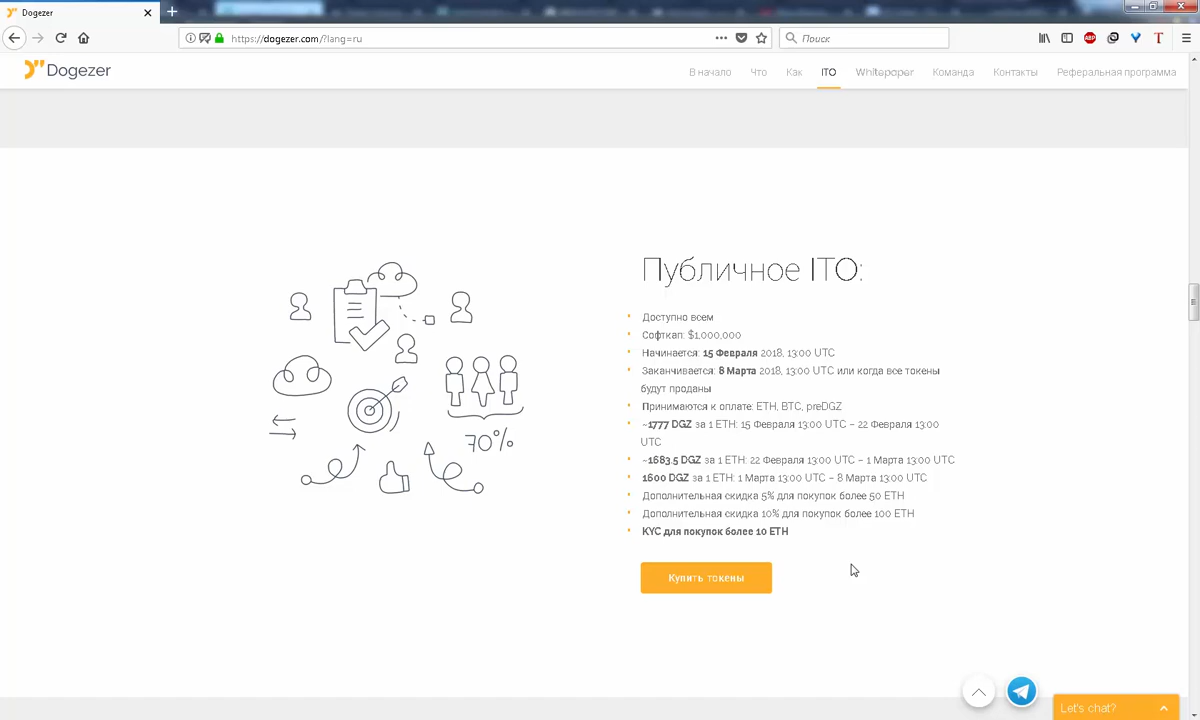 Dogezer
https://dogezer.com/?lang=ru
Поиск
ABP
Dogezer
В начало
Что
Как
ITO
Whitepaper
Команда
Контакты
Реферальная программа
Публичное ITO:
Доступно всем
Софткап: $1,000,000
Начинается: 15 Февраля 2018, 13:00 UTC
Заканчивается: 8 Марта 2018, 13:00 UTC или когда все токены
будут проданы
Принимаются к оплате: ETH, BTC, preDGZ
~1777 DGZ за 1 ETH: 15 Февраля 13:00 UTC – 22 Февраля 13:00
UTC
~1683.5 DGZ за 1 ETH: 22 Февраля 13:00 UTC – 1 Марта 13:00 UTC
1600 DGZ за 1 ETH: 1 Марта 13:00 UTC – 8 Марта 13:00 UTC
Дополнительная скидка 5% для покупок более 50 ETH
Дополнительная скидка 10% для покупок более 100 ETH
KYC для покупок более 10 ETH
70%
Купить токены
Let's chat?